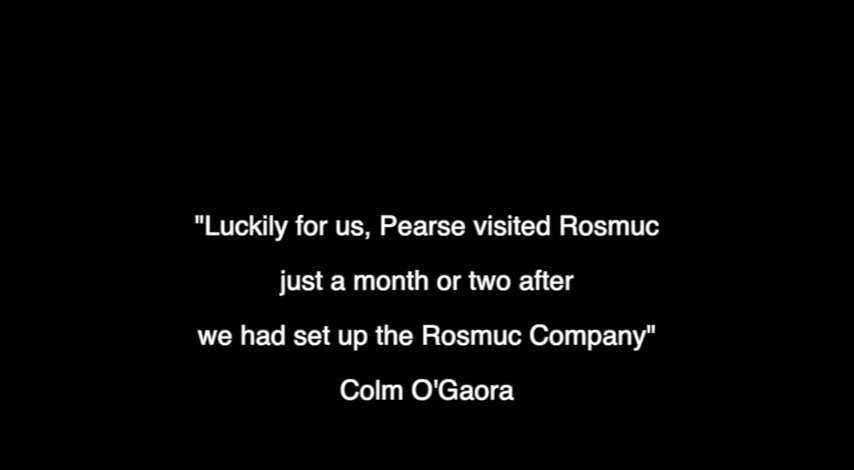 "Luckily for us, Pearse visited Rosmuc
just a month or two after
we had set up the Rosmuc Company"
Colm O'Gaora